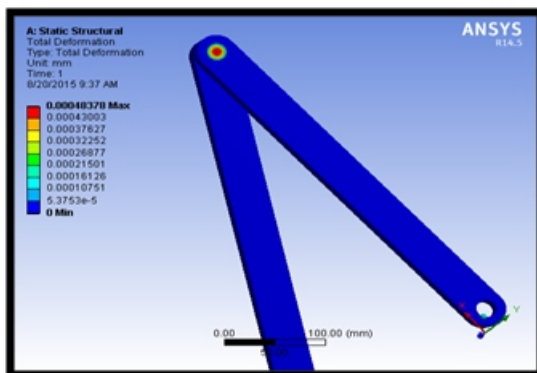 A: Static Structural
Total Deformation
Type: Total Deformation
Unit: mm
Time: 1
8/20/2015 9:37 AM
0.00048378 Max
0.00043003
0.00037627
0.00032252
0.00026877
0.00021501
0.00016126
0.00010751
5.3753e-5
0 Min
ANSYS
R14.5
Y
0.00
100.00 (mm)